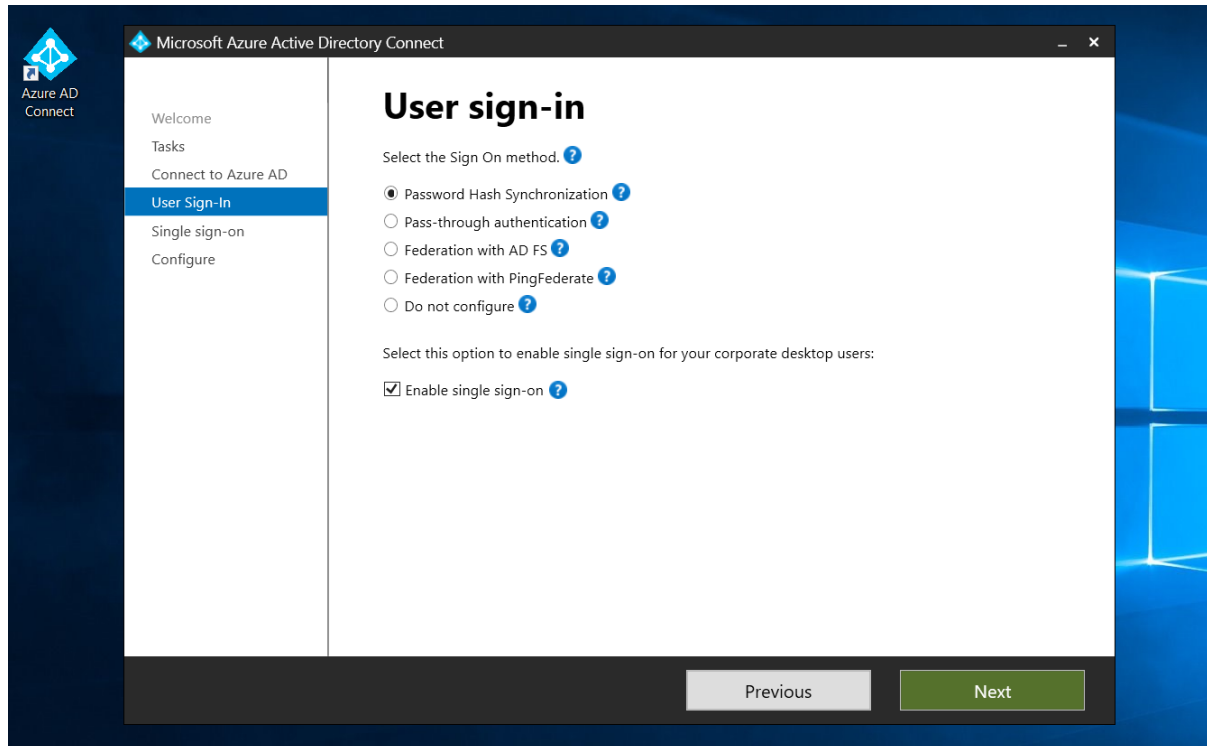 Azure AD
Connect
Microsoft Azure Active Directory Connect
Welcome
Tasks
Connect to Azure AD
User Sign-In
Single sign-on
Configure
User sign-in
Select the Sign On method. ?
Password Hash Synchronization ?
Pass-through authentication ?
Federation with AD FS ?
Federation with PingFederate ?
Do not configure ?
Select this option to enable single sign-on for your corporate desktop users:
Enable single sign-on ?
Previous
Next